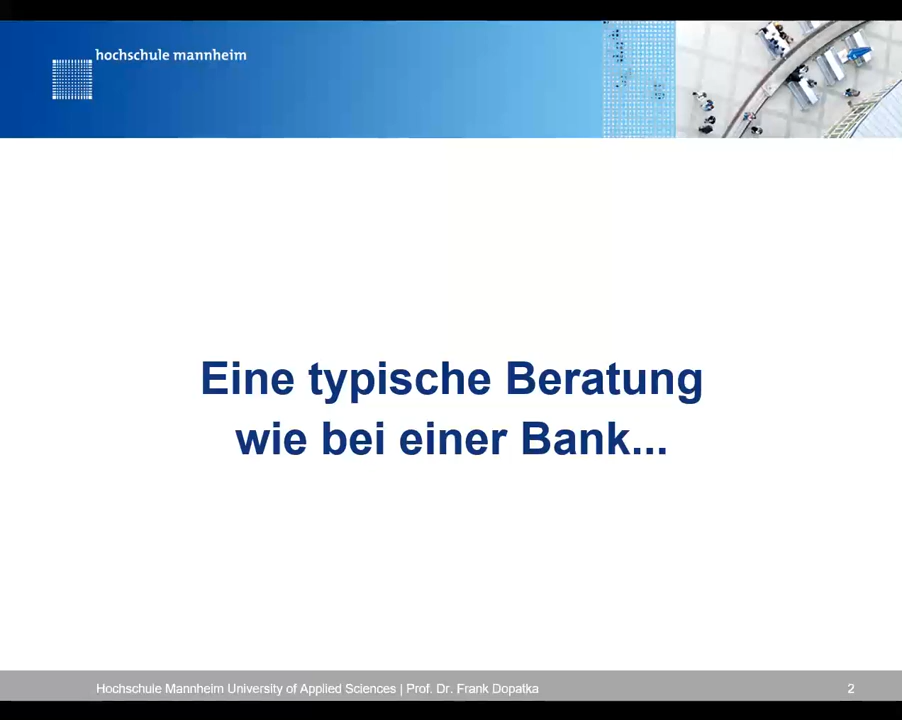 hochschule mannheim
Eine typische Beratung
wie bei einer Bank...
Hochschule Mannheim University of Applied Sciences | Prof. Dr. Frank Dopatka
2